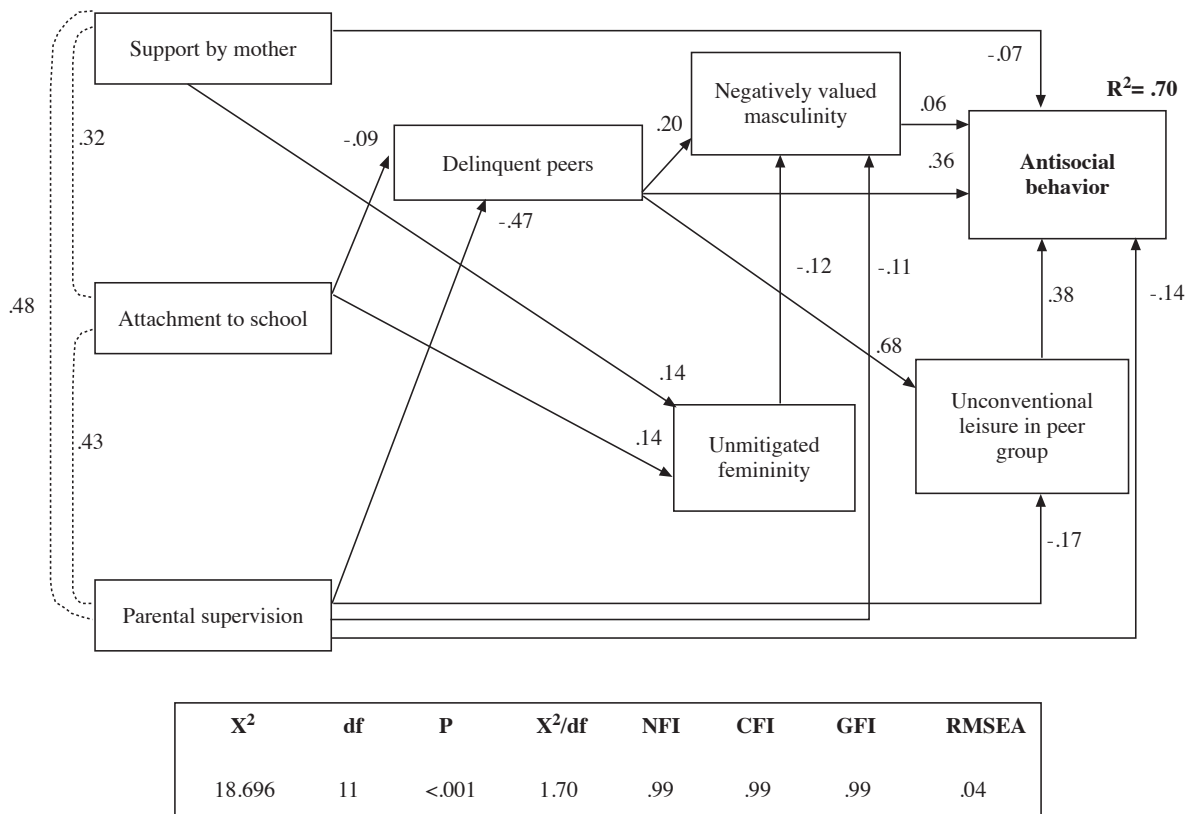 Support by mother
-.07
R²= .70
Negatively valued
masculinity
.06
.20
.32
-.09
Delinquent peers
.36
Antisocial
behavior
-.47
-.12
-.11
.48
Attachment to school
.38
-.14
.68
.14
Unconventional
leisure in peer
group
.43
.14
Unmitigated
femininity
-.17
Parental supervision
X² df P X²/df NFI CFI GFI RMSEA
18.696 11 <.001 1.70 .99 .99 .99 .04